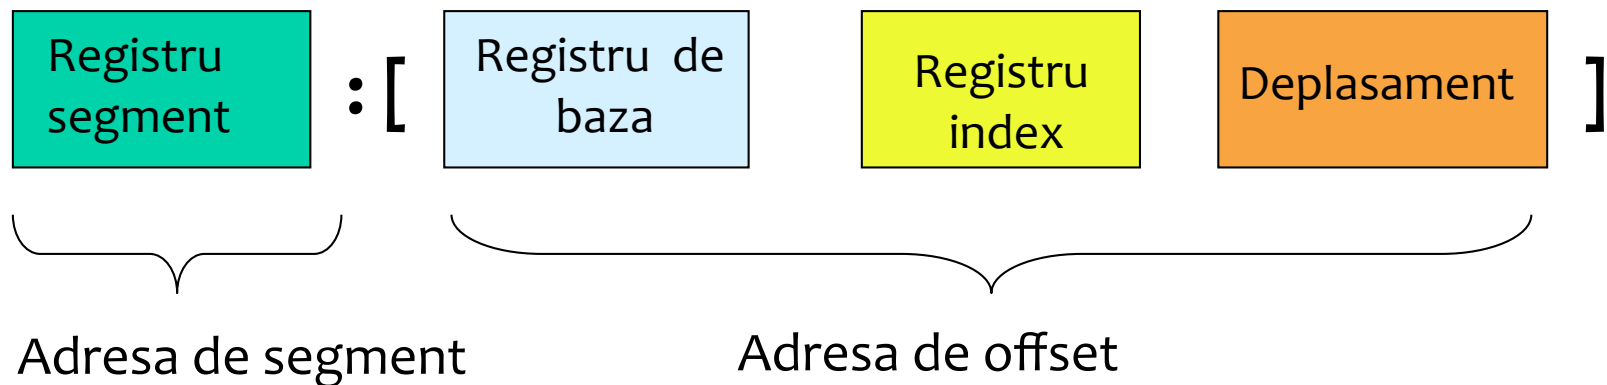 Registru
segment
:[
Registru de
baza
Registru
index
Deplasament
]
Adresa de segment
Adresa de offset